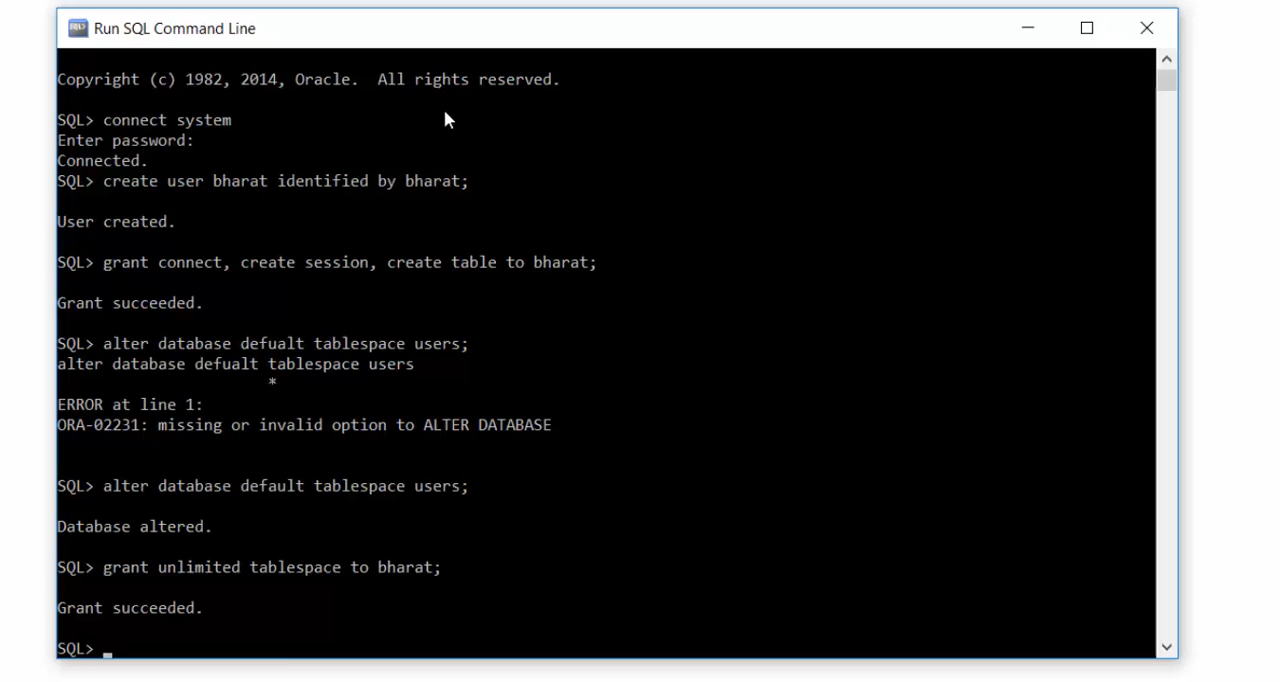 Run SQL Command Line
Copyright (c) 1982, 2014, Oracle.  All rights reserved.
SQL> connect system
Enter password:
Connected.
SQL> create user bharat identified by bharat;
User created.
SQL> grant connect, create session, create table to bharat;
Grant succeeded.
SQL> alter database defualt tablespace users;
alter database defualt tablespace users
*
ERROR at line 1:
ORA-02231: missing or invalid option to ALTER DATABASE
SQL> alter database default tablespace users;
Database altered.
SQL> grant unlimited tablespace to bharat;
Grant succeeded.
SQL> _